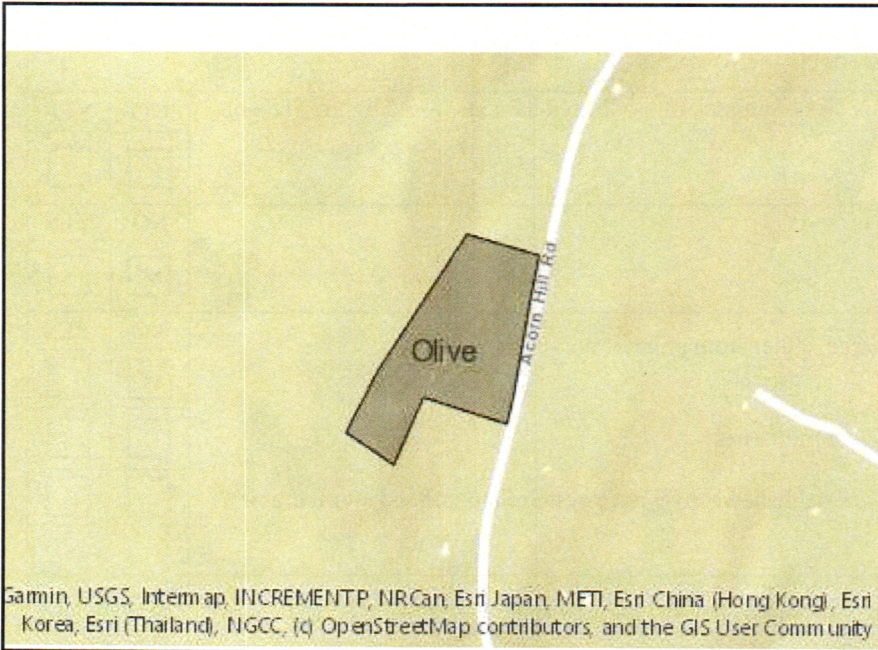 Acorn Hill Rd
Olive
Garmin, USGS, Intermap, INCREMENT P, NRCan, Esri Japan, METI, Esri China (Hong Kong), Esri
Korea, Esri (Thailand), NGCC, (c) OpenStreetMap contributors, and the GIS User Community